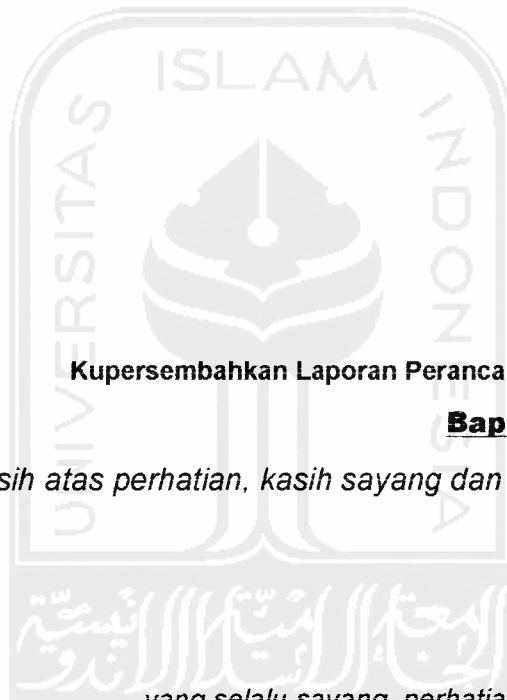 UNIVERSITAS ISLAM INDONESIA
Kupersembahkan Laporan Peranca
Bap
sih atas perhatian, kasih sayang dan
yang selalu sayang, perhatia